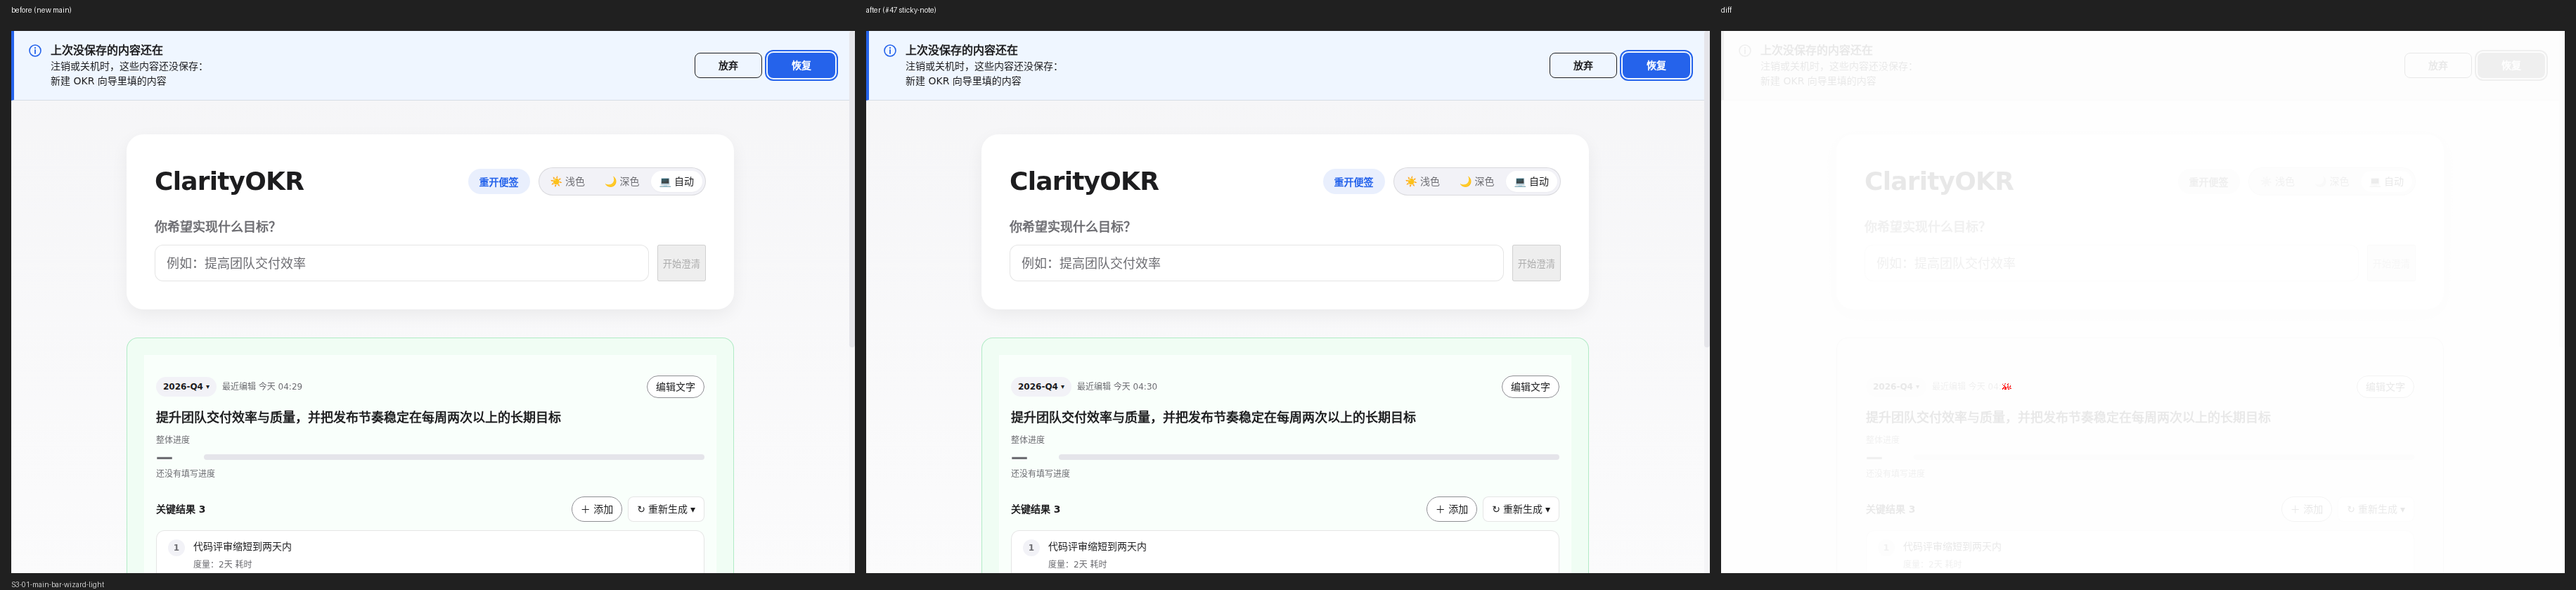 before (new main)
上次没保存的内容还在
注销或关机时，这些内容还没保存：
新建 OKR 向导里填的内容
放弃
恢复
ClarityOKR
重开便签
☀️ 浅色
🌙 深色
💻 自动
你希望实现什么目标？
例如：提高团队交付效率
开始澄清
2026-Q4 ▾
最近编辑 今天 04:29
编辑文字
提升团队交付效率与质量，并把发布节奏稳定在每周两次以上的长期目标
整体进度
—
还没有填写进度
关键结果 3
＋ 添加
↻ 重新生成 ▾
1
代码评审缩短到两天内
度量：2天 耗时
S3-01-main-bar-wizard-light
after (#47 sticky-note)
上次没保存的内容还在
注销或关机时，这些内容还没保存：
新建 OKR 向导里填的内容
放弃
恢复
ClarityOKR
重开便签
☀️ 浅色
🌙 深色
💻 自动
你希望实现什么目标？
例如：提高团队交付效率
开始澄清
2026-Q4 ▾
最近编辑 今天 04:30
编辑文字
提升团队交付效率与质量，并把发布节奏稳定在每周两次以上的长期目标
整体进度
—
还没有填写进度
关键结果 3
＋ 添加
↻ 重新生成 ▾
1
代码评审缩短到两天内
度量：2天 耗时
diff
上次没保存的内容还在
注销或关机时，这些内容还没保存：
新建 OKR 向导里填的内容
放弃
恢复
ClarityOKR
重开便签
浅色
深色
自动
你希望实现什么目标？
例如：提高团队交付效率
开始澄清
2026-Q4 ▾
最近编辑 今天 04:
编辑文字
提升团队交付效率与质量，并把发布节奏稳定在每周两次以上的长期目标
整体进度
—
还没有填写进度
关键结果 3
＋ 添加
↻ 重新生成 ▾
1
代码评审缩短到两天内
度量：2天 耗时